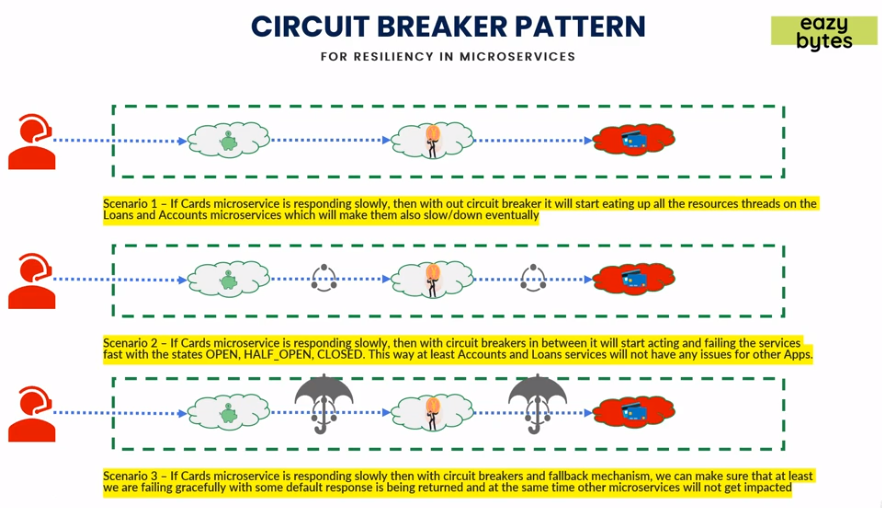 CIRCUIT BREAKER PATTERN
eazy
bytes
FOR RESILIENCY IN MICROSERVICES
Scenario 1 – If Cards microservice is responding slowly, then with out circuit breaker it will start eating up all the resources threads on the
Loans and Accounts microservices which will make them also slow/down eventually
Scenario 2 – If Cards microservice is responding slowly, then with circuit breakers in between it will start acting and failing the services
fast with the states OPEN, HALF_OPEN, CLOSED. This way at least Accounts and Loans services will not have any issues for other Apps.
Scenario 3 – If Cards microservice is responding slowly then with circuit breakers and fallback mechanism, we can make sure that at least
we are failing gracefully with some default response is being returned and at the same time other microservices will not get impacted